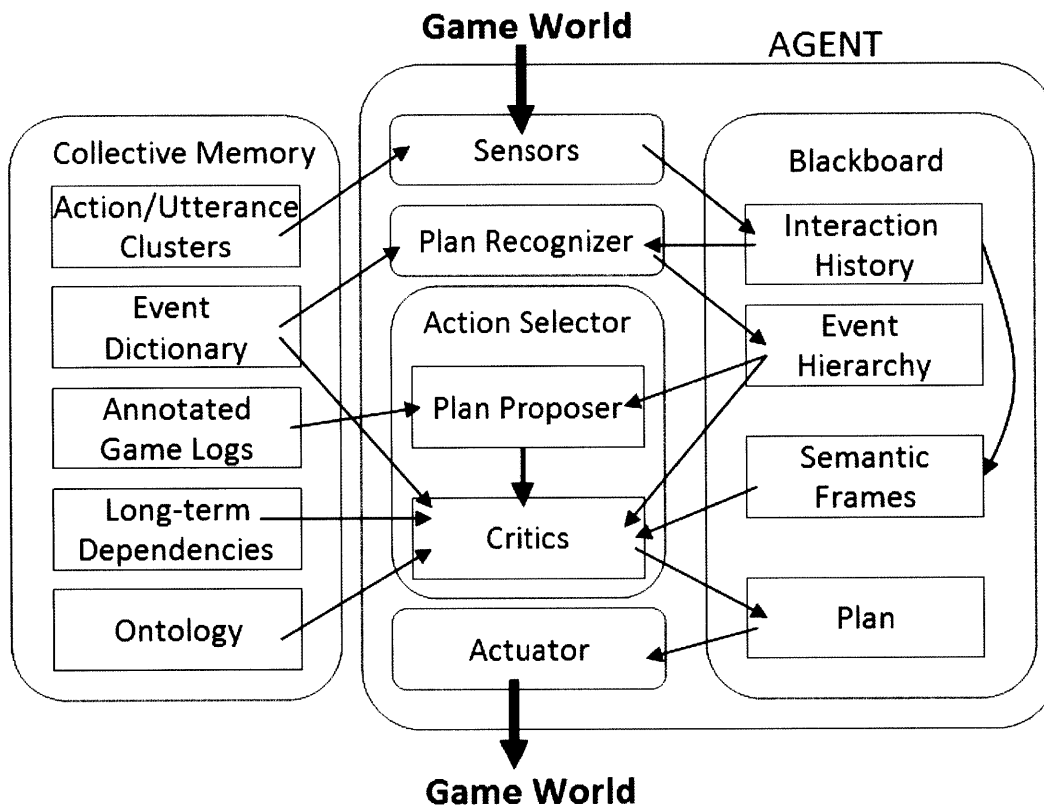 Game World
AGENT
Collective Memory
Action/Utterance
Clusters
Event
Dictionary
Annotated
Game Logs
Long-term
Dependencies
Ontology
Sensors
Plan Recognizer
Action Selector
Plan Proposer
Critics
Actuator
Blackboard
Interaction
History
Event
Hierarchy
Semantic
Frames
Plan
Game World